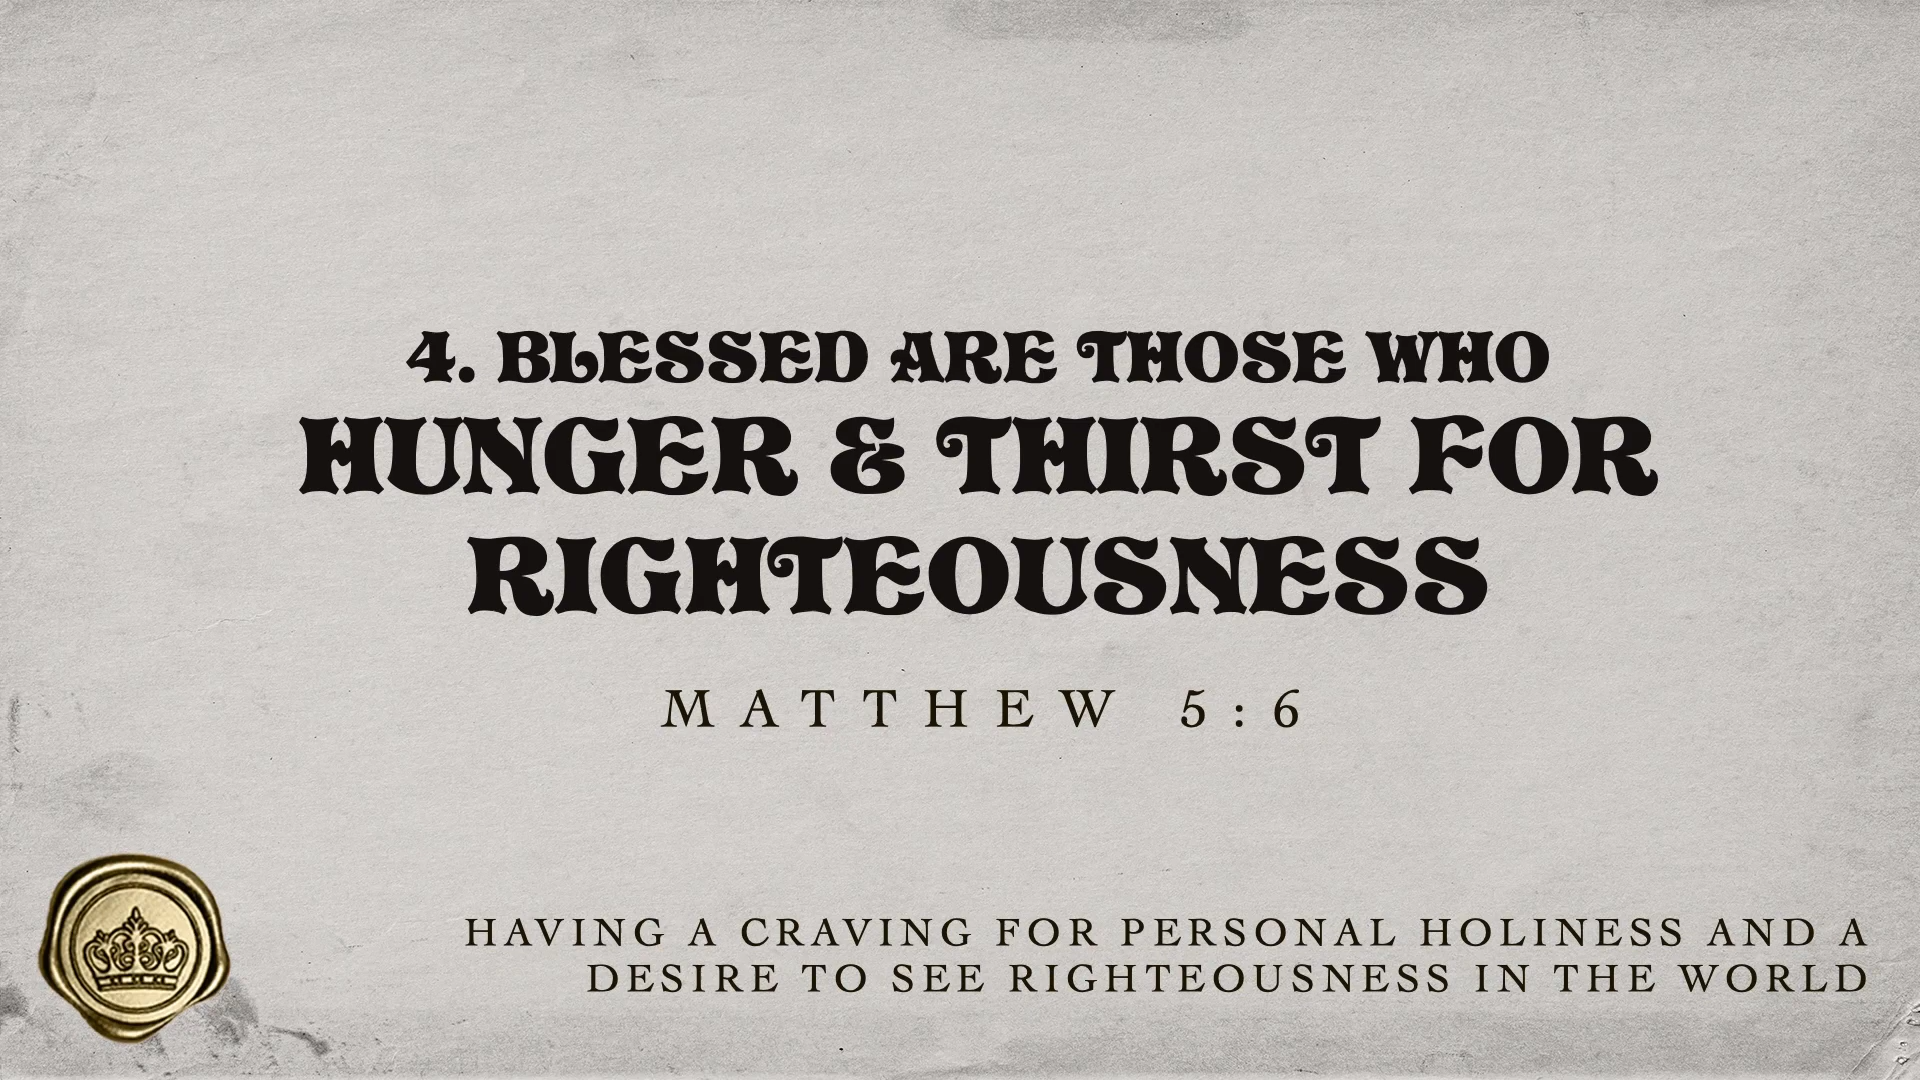 4. BLESSED ARE THOSE WHO
HUNGER & THIRST FOR
RIGHTEOUSNESS
MATTHEW 5:6
HAVING A CRAVING FOR PERSONAL HOLINESS AND A
DESIRE TO SEE RIGHTEOUSNESS IN THE WORLD